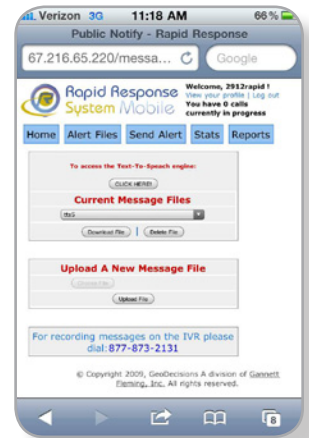 Verizon 3G 11:18 AM 66%
Public Notify - Rapid Response
67.216.65.220/messa... Google
Rapid Response
System Mobile
Welcome, 2912rapid !
View your profile | Log out
You have 0 calls
currently in progress
Home Alert Files Send Alert Stats Reports
To access the Text-To-Speach engine:
CLICK HERE!
Current Message Files
Download File | Delete File
Upload A New Message File
Choose File
Upload File
For recording messages on the IVR please
dial:877-873-2131
© Copyright 2009, GeoDecisions A division of Gannett
Fleming, Inc. All rights reserved.
8